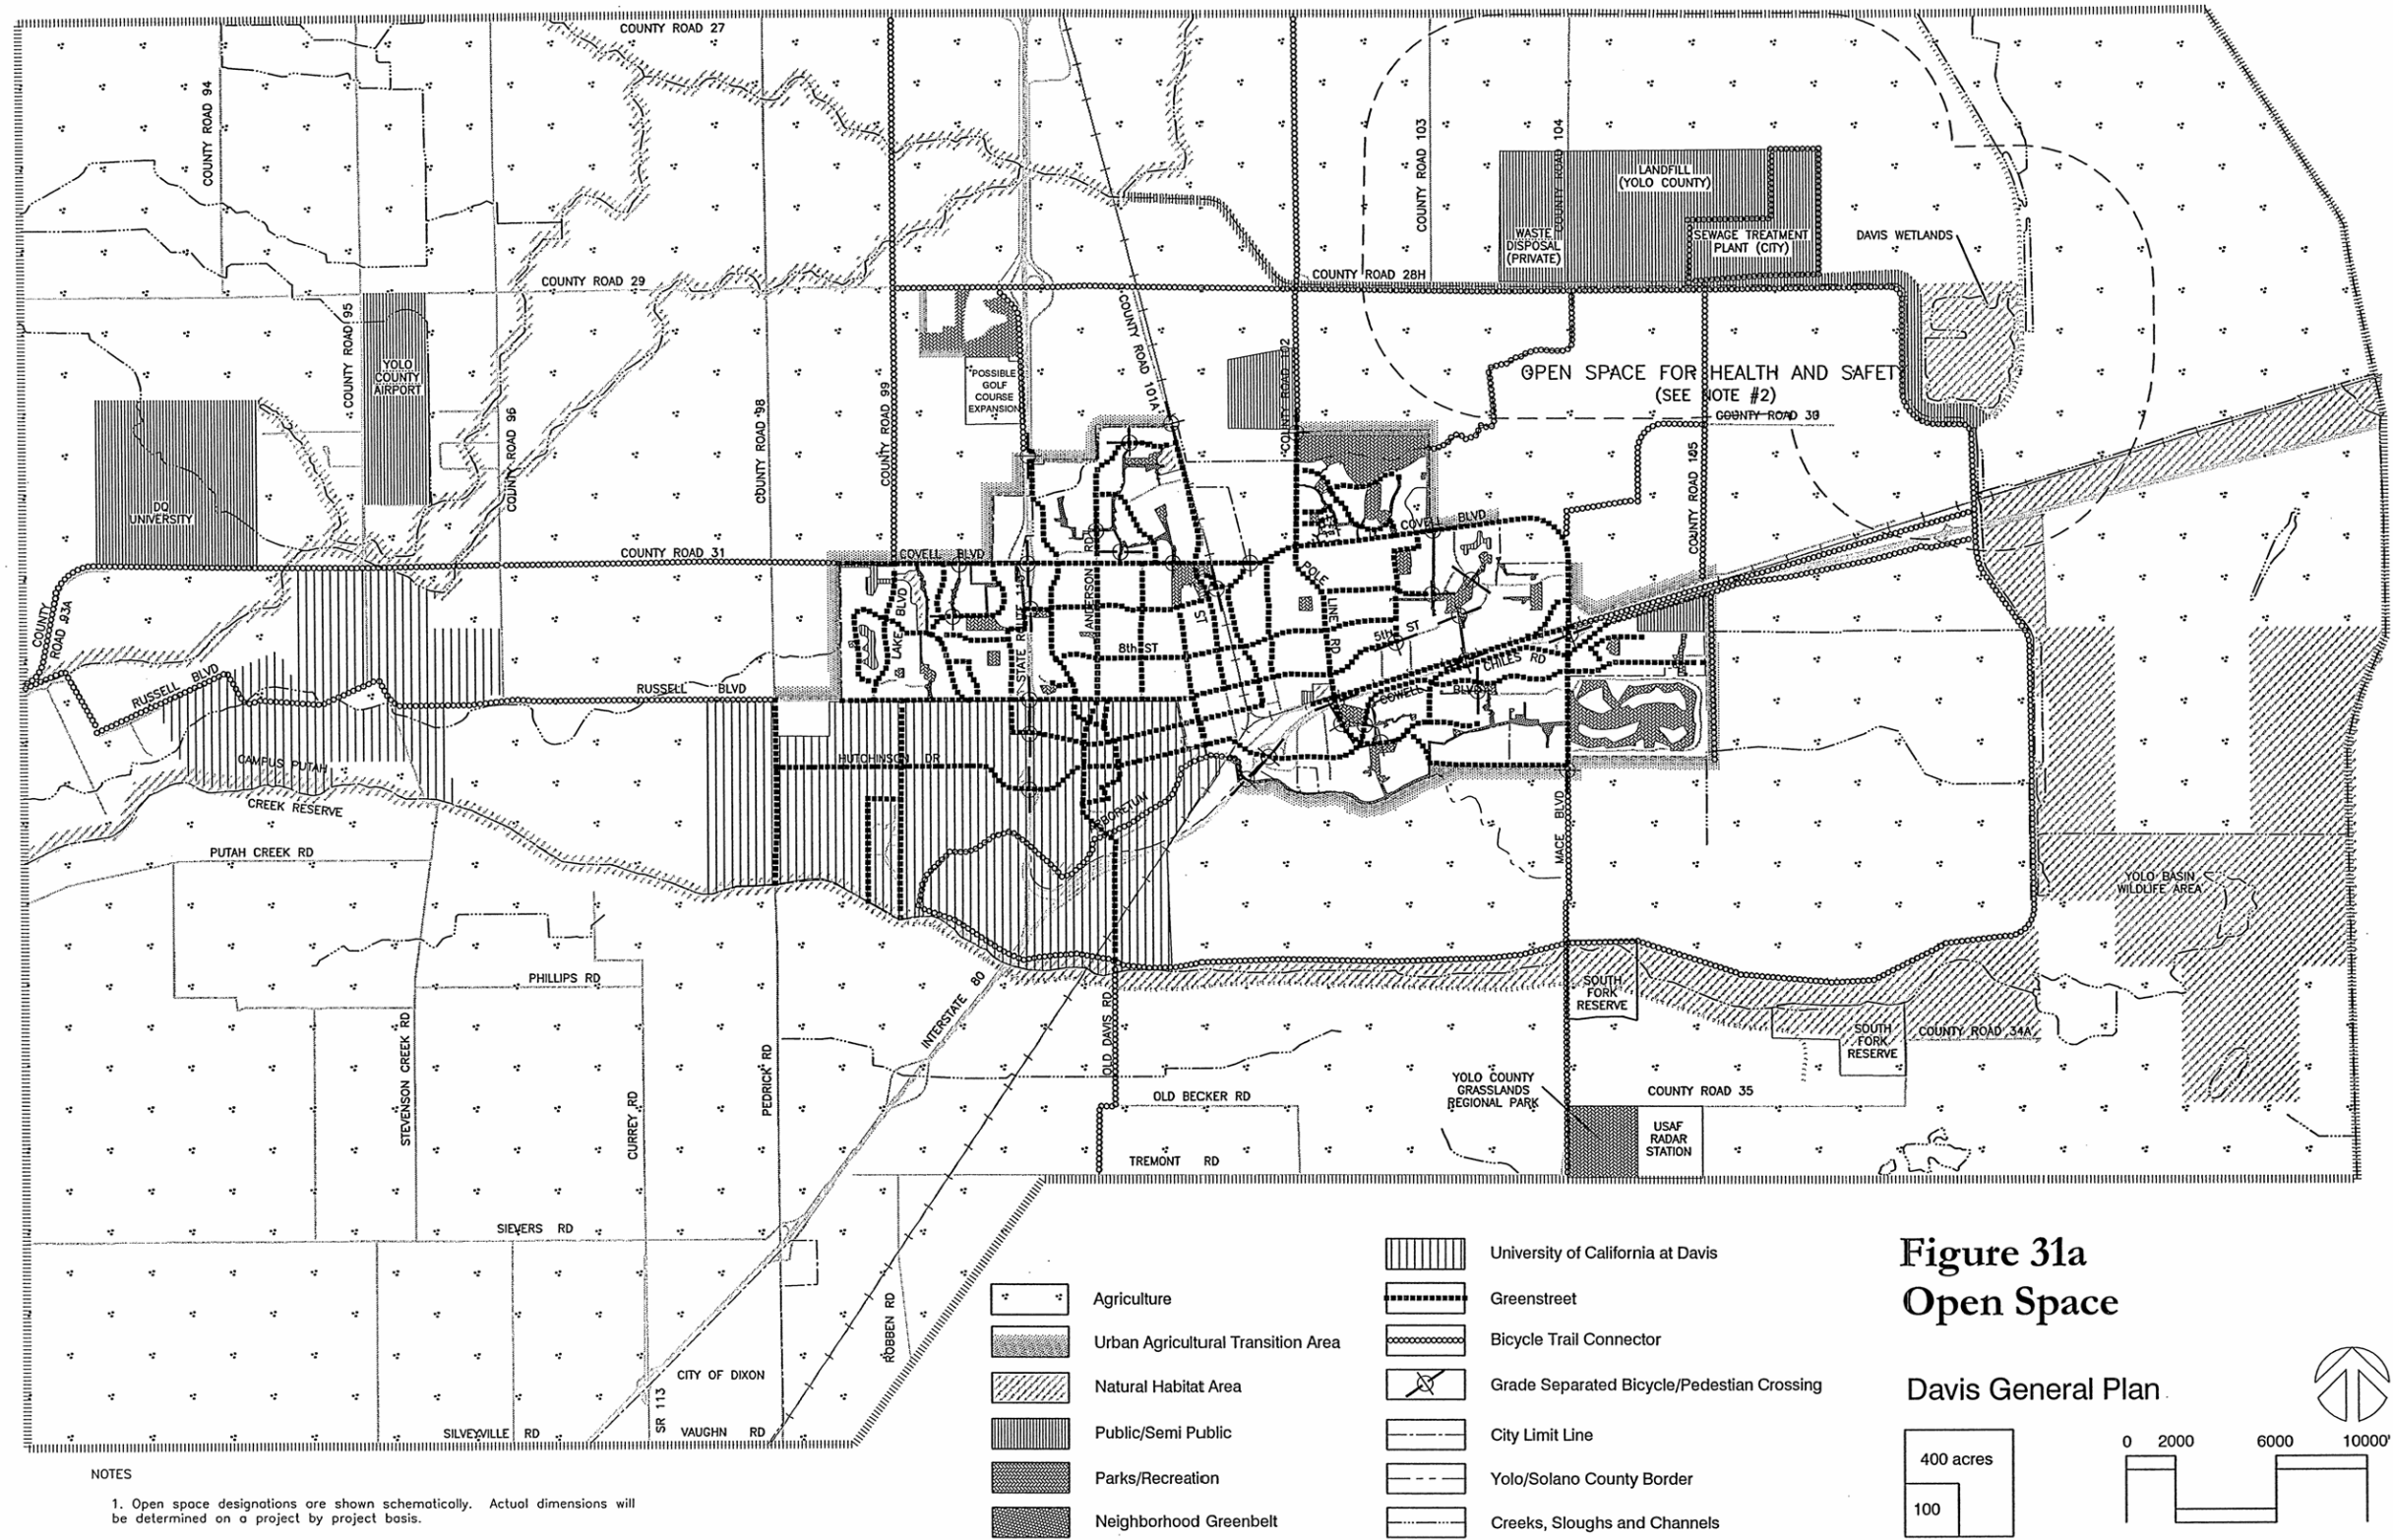 COUNTY ROAD 27
COUNTY ROAD 94
COUNTY ROAD 103
COUNTY ROAD 104
LANDFILL
(YOLO COUNTY)
WASTE
DISPOSAL
(PRIVATE)
SEWAGE TREATMENT
PLANT (CITY)
DAVIS WETLANDS
COUNTY ROAD 29
COUNTY ROAD 28H
COUNTY ROAD 95
YOLO
COUNTY
AIRPORT
COUNTY ROAD 96
COUNTY ROAD 98
COUNTY ROAD 99
POSSIBLE
GOLF
COURSE
EXPANSION
COUNTY ROAD 101A
COUNTY ROAD 102
OPEN SPACE FOR HEALTH AND SAFETY
(SEE NOTE #2)
COUNTY ROAD 30
COUNTY ROAD 105
DQ
UNIVERSITY
COUNTY ROAD 31
COVELL BLVD
COVELL BLVD
COUNTY
ROAD 93A
LAKE BLVD
STATE ROUTE 113
ANDERSON RD
F ST
POLE
LINE RD
8th ST
5th ST
CHILES RD
COWELL BLVD
RUSSELL BLVD
RUSSELL BLVD
HUTCHINSON DR
ARBORETUM
CAMPUS PUTAH
CREEK RESERVE
PUTAH CREEK RD
MACE BLVD
YOLO BASIN
WILDLIFE AREA
PHILLIPS RD
INTERSTATE 80
STEVENSON CREEK RD
CURREY RD
PEDRICK RD
OLD DAVIS RD
SOUTH
FORK
RESERVE
SOUTH
FORK
RESERVE
COUNTY ROAD 34A
YOLO COUNTY
GRASSLANDS
REGIONAL PARK
COUNTY ROAD 35
OLD BECKER RD
USAF
RADAR
STATION
TREMONT RD
SIEVERS RD
ROBBEN RD
CITY OF DIXON
SR 113
SILVEYVILLE RD
VAUGHN RD
Agriculture
Urban Agricultural Transition Area
Natural Habitat Area
Public/Semi Public
Parks/Recreation
Neighborhood Greenbelt
University of California at Davis
Greenstreet
Bicycle Trail Connector
Grade Separated Bicycle/Pedestian Crossing
City Limit Line
Yolo/Solano County Border
Creeks, Sloughs and Channels
Figure 31a
Open Space
Davis General Plan
400 acres
100
0 2000 6000 10000'
NOTES
1. Open space designations are shown schematically. Actual dimensions will
be determined on a project by project basis.